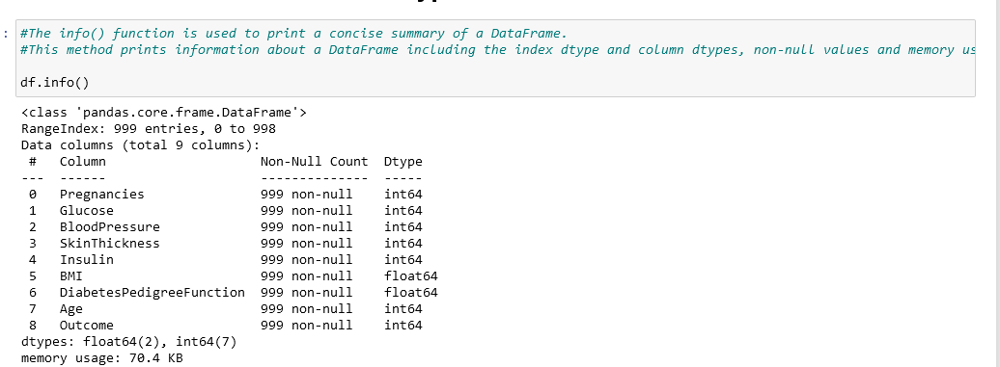 :
#The info() function is used to print a concise summary of a DataFrame.
#This method prints information about a DataFrame including the index dtype and column dtypes, non-null values and memory us
df.info()
<class 'pandas.core.frame.DataFrame'>
RangeIndex: 999 entries, 0 to 998
Data columns (total 9 columns):
 #   Column                    Non-Null Count  Dtype
---  ------                    --------------  -----
 0   Pregnancies               999 non-null    int64
 1   Glucose                   999 non-null    int64
 2   BloodPressure             999 non-null    int64
 3   SkinThickness             999 non-null    int64
 4   Insulin                   999 non-null    int64
 5   BMI                       999 non-null    float64
 6   DiabetesPedigreeFunction  999 non-null    float64
 7   Age                       999 non-null    int64
 8   Outcome                   999 non-null    int64
dtypes: float64(2), int64(7)
memory usage: 70.4 KB